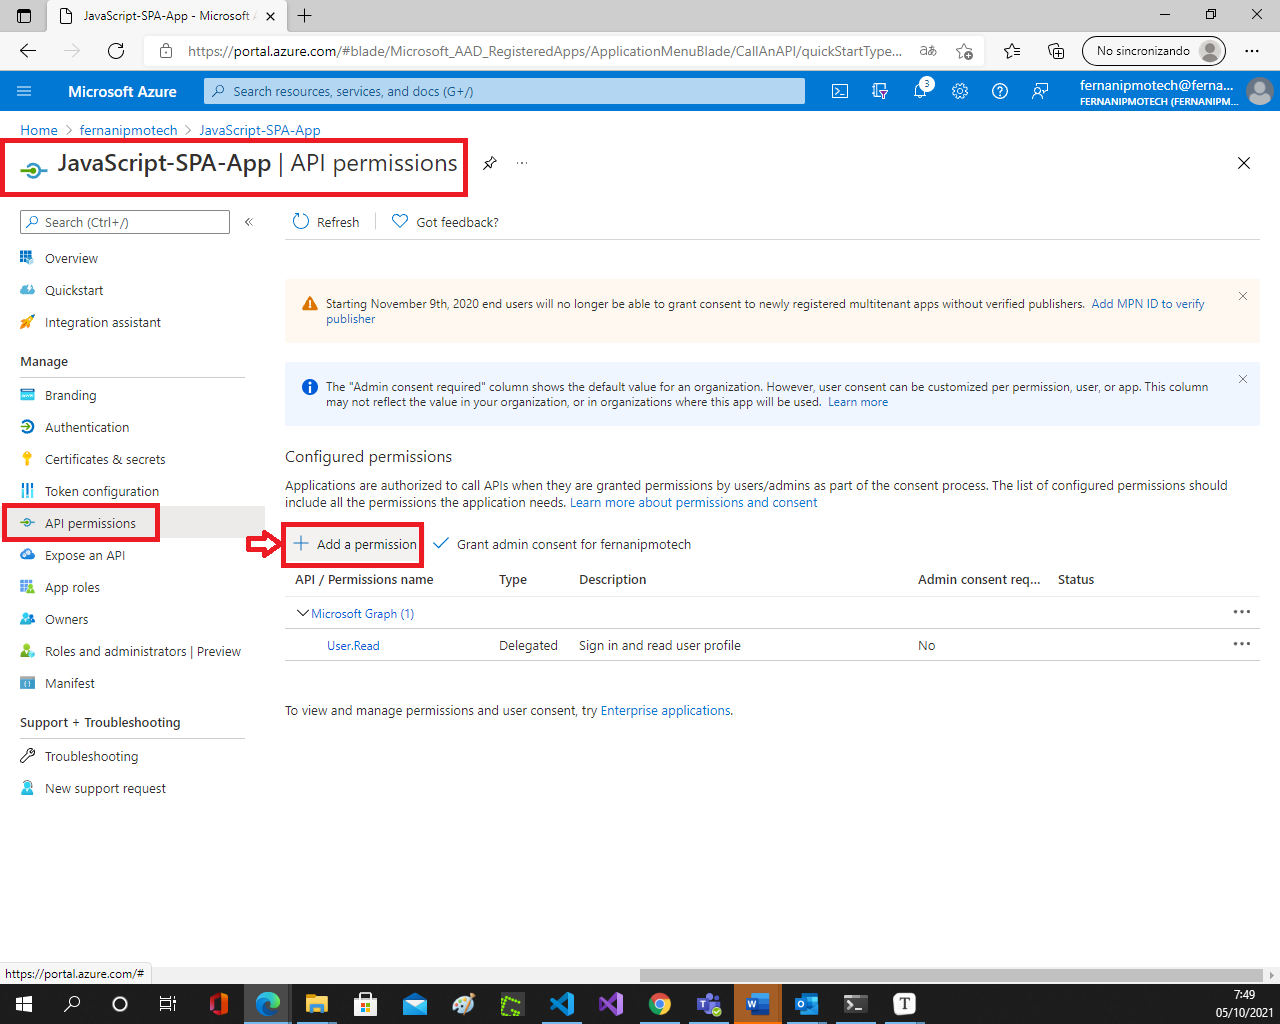 JavaScript-SPA-App - Microsoft A
https://portal.azure.com/#blade/Microsoft_AAD_RegisteredApps/ApplicationMenuBlade/CallAnAPI/quickStartType...
aあ
No sincronizando
Microsoft Azure
Search resources, services, and docs (G+/)
3
fernanipmotech@ferna...
FERNANIPMOTECH (FERNANIPM...
Home > fernanipmotech > JavaScript-SPA-App
JavaScript-SPA-App | API permissions
Search (Ctrl+/)
Refresh
Got feedback?
Overview
Quickstart
Integration assistant
Manage
Branding
Authentication
Certificates & secrets
Token configuration
API permissions
Expose an API
App roles
Owners
Roles and administrators | Preview
Manifest
Support + Troubleshooting
Troubleshooting
New support request
Starting November 9th, 2020 end users will no longer be able to grant consent to newly registered multitenant apps without verified publishers. Add MPN ID to verify
publisher
The "Admin consent required" column shows the default value for an organization. However, user consent can be customized per permission, user, or app. This column
may not reflect the value in your organization, or in organizations where this app will be used. Learn more
Configured permissions
Applications are authorized to call APIs when they are granted permissions by users/admins as part of the consent process. The list of configured permissions should
include all the permissions the application needs. Learn more about permissions and consent
Add a permission
Grant admin consent for fernanipmotech
API / Permissions name Type Description Admin consent req... Status
Microsoft Graph (1)
User.Read Delegated Sign in and read user profile No
To view and manage permissions and user consent, try Enterprise applications.
https://portal.azure.com/#
7:49
05/10/2021